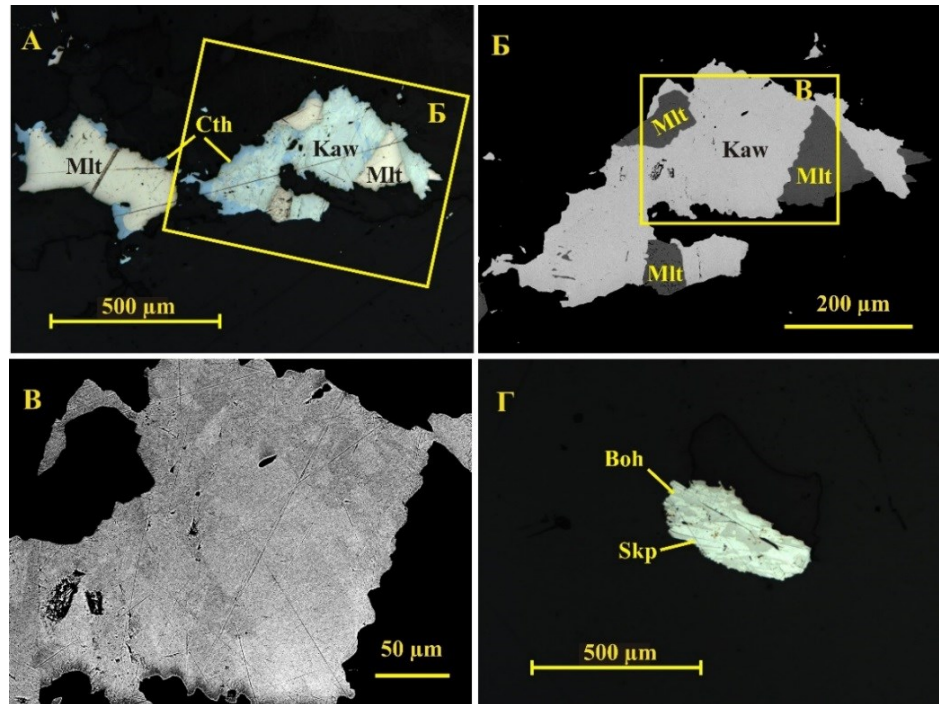 А
Б
Cth
Mlt
Kaw
Mlt
500 µm
Б
В
Mlt
Kaw
Mlt
Mlt
200 µm
В
50 µm
Г
Boh
Skp
500 µm